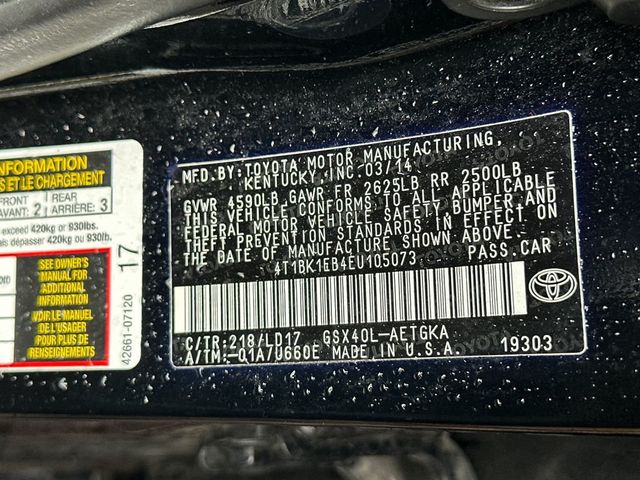 INFORMATION
S ET LE CHARGEMENT
FRONT
AVANT: 2
REAR
ARRIÈRE: 3
exceed 420kg or 930lbs.
is dépasser 420kg ou 930lb.
SEE OWNER'S
MANUAL FOR
ADDITIONAL
INFORMATION
VOIR LE MANUEL
DE L'USAGER
POUR PLUS DE
RENSEIGNEMENTS
17
42661-07120
MFD.BY:TOYOTA MOTOR MANUFACTURING,
KENTUCKY,INC.03/14
GVWR 4590LB GAWR FR 2625LB RR 2500LB
THIS VEHICLE CONFORMS TO ALL APPLICABLE
FEDERAL MOTOR VEHICLE SAFETY,BUMPER,AND
THEFT PREVENTION STANDARDS IN EFFECT ON
THE DATE OF MANUFACTURE SHOWN ABOVE.
4T1BK1EB4EU105073 PASS.CAR
C/TR:218/LD17 GSX40L-AETGKA
A/TM:-01A/U660E MADE IN U.S.A. 19303
TOYOTA